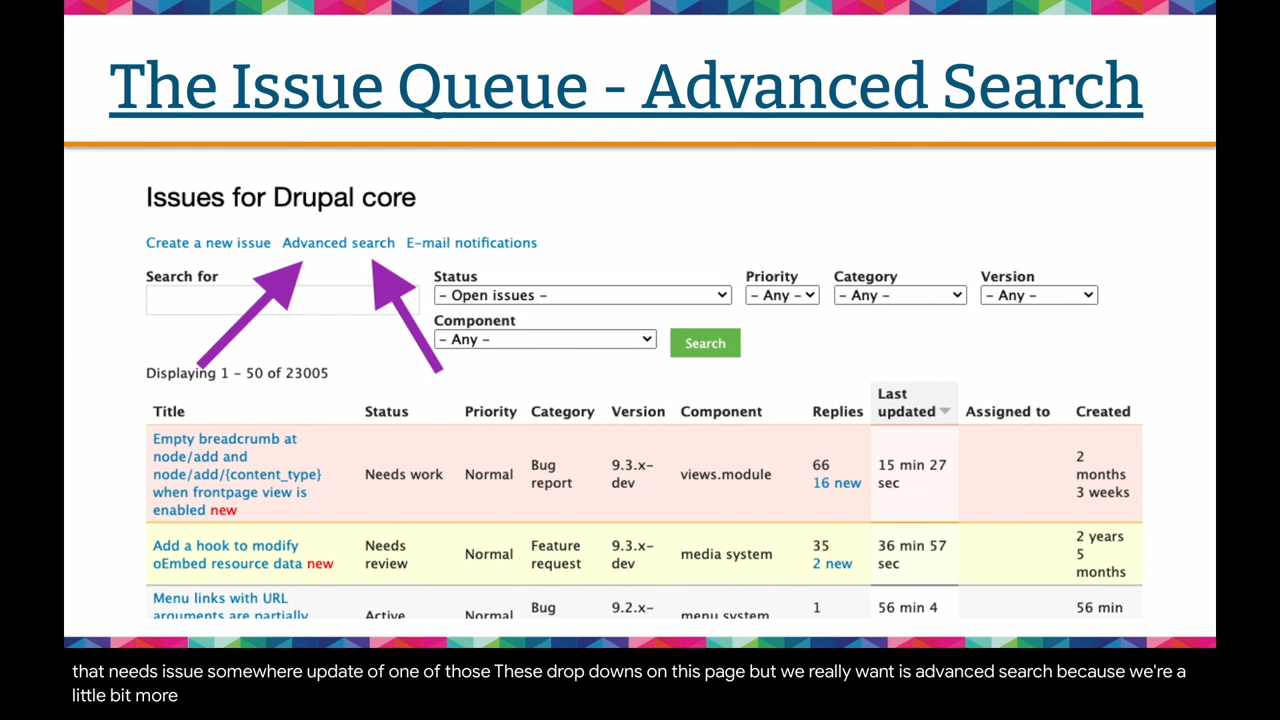 The Issue Queue - Advanced Search
Issues for Drupal core
Create a new issue Advanced search E-mail notifications
Search for Status Priority Category Version
- Open issues - - Any - - Any - - Any -
Component
- Any - Search
Displaying 1 - 50 of 23005
Title Status Priority Category Version Component Replies Last updated Assigned to Created
Empty breadcrumb at
node/add and
node/add/{content_type}
when frontpage view is
enabled new
Needs work
Normal
Bug
report
9.3.x-
dev
views.module
66
16 new
15 min 27
sec
2
months
3 weeks
Add a hook to modify
oEmbed resource data new
Needs
review
Normal
Feature
request
9.3.x-
dev
media system
35
2 new
36 min 57
sec
2 years
5
months
Menu links with URL
arguments are partially
Active
Normal
Bug
9.2.x-
menu system
1
56 min 4
56 min
that needs issue somewhere update of one of those These drop downs on this page but we really want is advanced search because we're a
little bit more